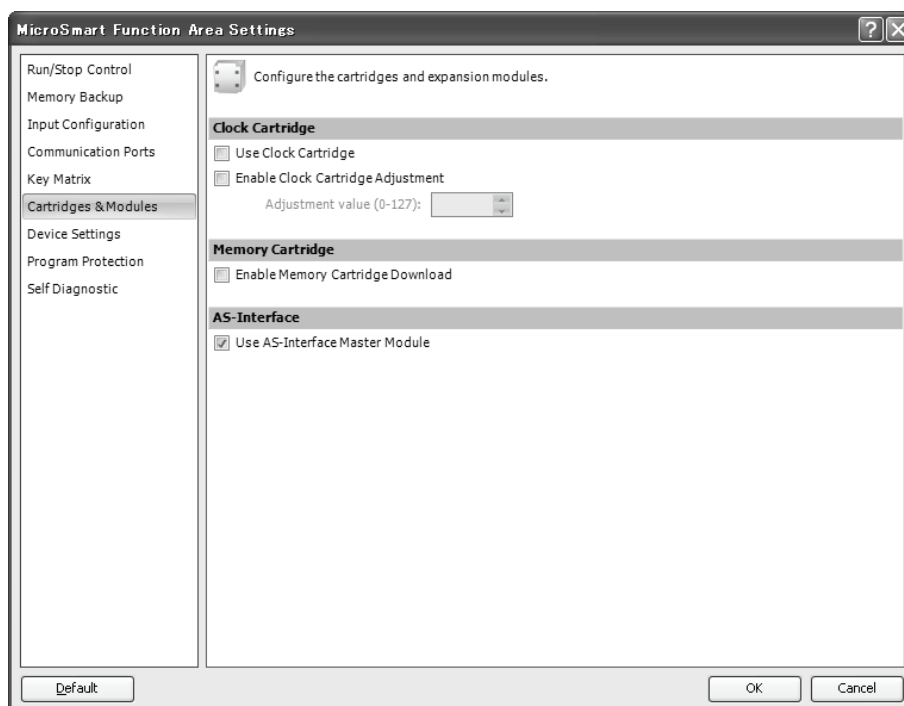 MicroSmart Function Area Settings
Run/Stop Control
Memory Backup
Input Configuration
Communication Ports
Key Matrix
Cartridges &Modules
Device Settings
Program Protection
Self Diagnostic
Configure the cartridges and expansion modules.
Clock Cartridge
Use Clock Cartridge
Enable Clock Cartridge Adjustment
Adjustment value (0-127):
Memory Cartridge
Enable Memory Cartridge Download
AS-Interface
Use AS-Interface Master Module
Default
OK
Cancel